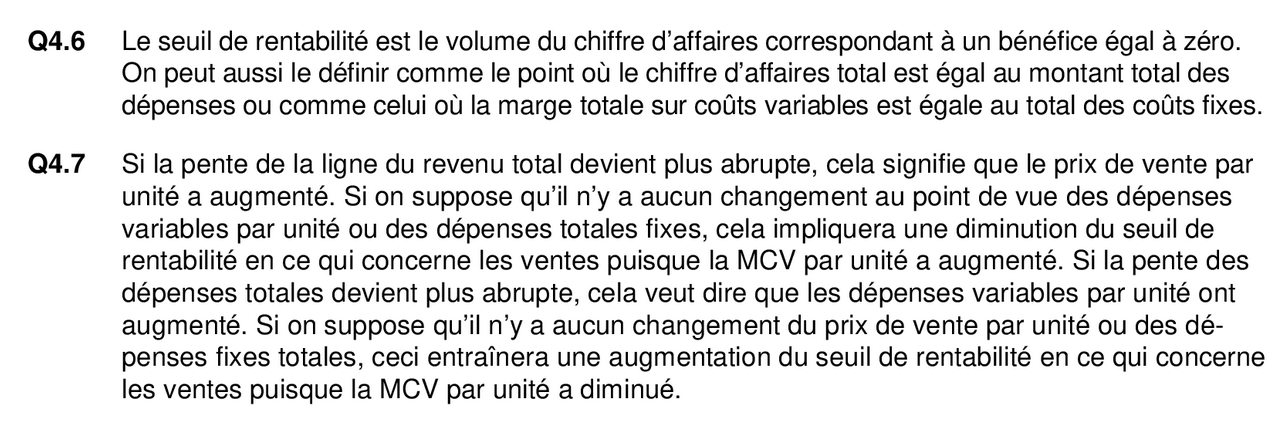 Q4.6 Le seuil de rentabilité est le volume du chiffre d’affaires correspondant à un bénéfice égal à zéro.
On peut aussi le définir comme le point où le chiffre d’affaires total est égal au montant total des
dépenses ou comme celui où la marge totale sur coûts variables est égale au total des coûts fixes.
Q4.7 Si la pente de la ligne du revenu total devient plus abrupte, cela signifie que le prix de vente par
unité a augmenté. Si on suppose qu’il n’y a aucun changement au point de vue des dépenses
variables par unité ou des dépenses totales fixes, cela impliquera une diminution du seuil de
rentabilité en ce qui concerne les ventes puisque la MCV par unité a augmenté. Si la pente des
dépenses totales devient plus abrupte, cela veut dire que les dépenses variables par unité ont
augmenté. Si on suppose qu’il n’y a aucun changement du prix de vente par unité ou des dé-
penses fixes totales, ceci entraînera une augmentation du seuil de rentabilité en ce qui concerne
les ventes puisque la MCV par unité a diminué.